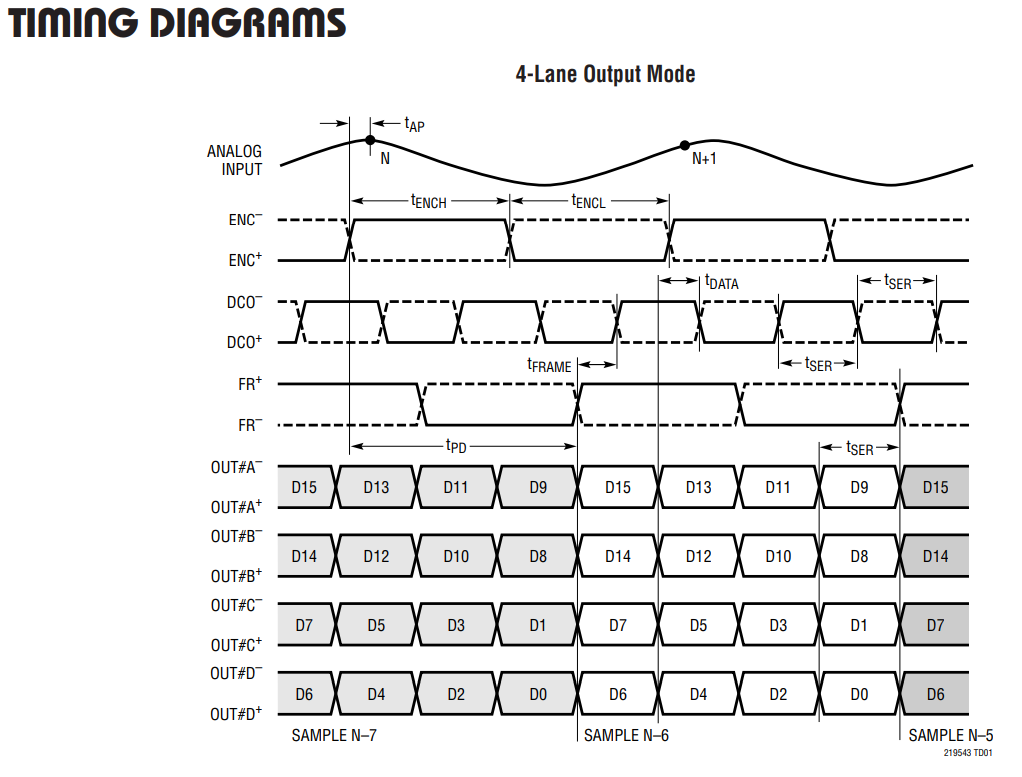 TIMING DIAGRAMS
4-Lane Output Mode
tAP
ANALOG
INPUT
N
N+1
tENCH
tENCL
ENC–
ENC+
tDATA
tSER
DCO–
DCO+
tFRAME
tSER
FR+
FR–
tPD
tSER
OUT#A–
D15 D13 D11 D9 D15 D13 D11 D9 D15
OUT#A+
OUT#B–
D14 D12 D10 D8 D14 D12 D10 D8 D14
OUT#B+
OUT#C–
D7 D5 D3 D1 D7 D5 D3 D1 D7
OUT#C+
OUT#D–
D6 D4 D2 D0 D6 D4 D2 D0 D6
OUT#D+
SAMPLE N–7
SAMPLE N–6
SAMPLE N–5
219543 TD01